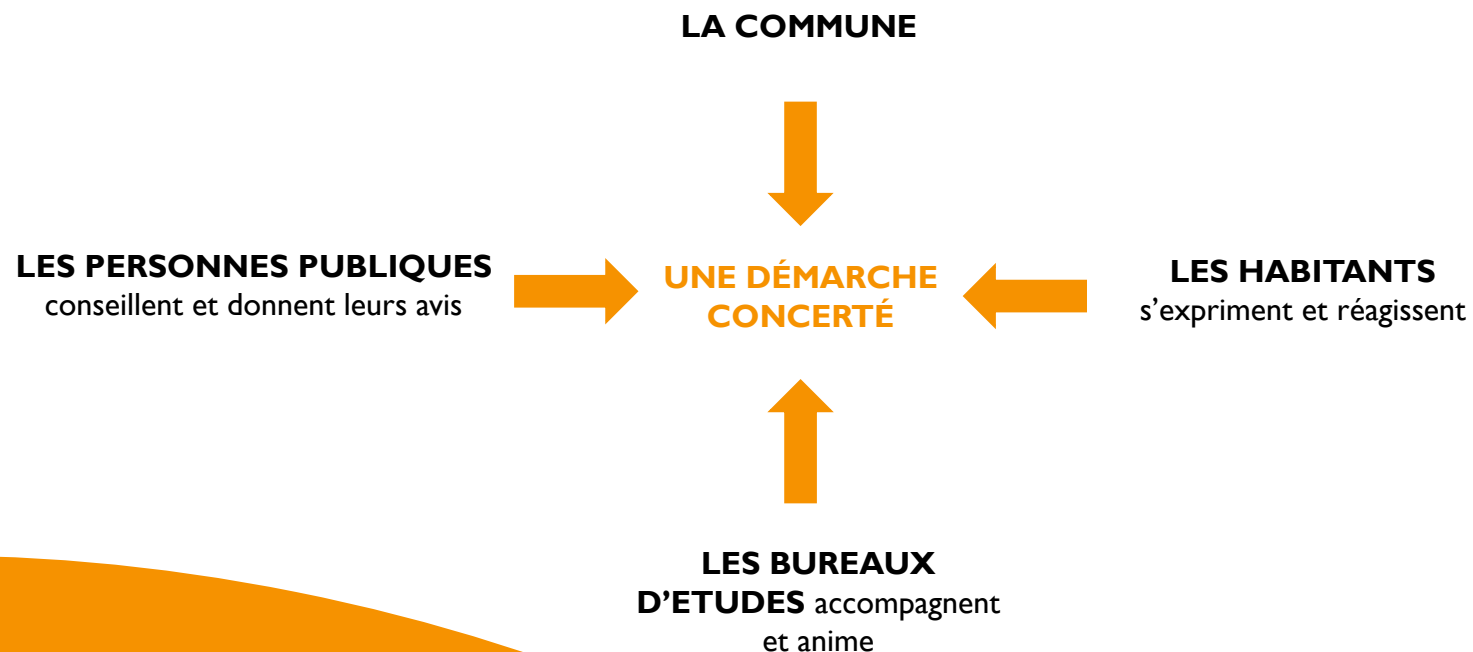 LA COMMUNE
LES PERSONNES PUBLIQUES
conseillent et donnent leurs avis
UNE DÉMARCHE
CONCERTÉ
LES HABITANTS
s’expriment et réagissent
LES BUREAUX
D’ETUDES accompagnent
et anime